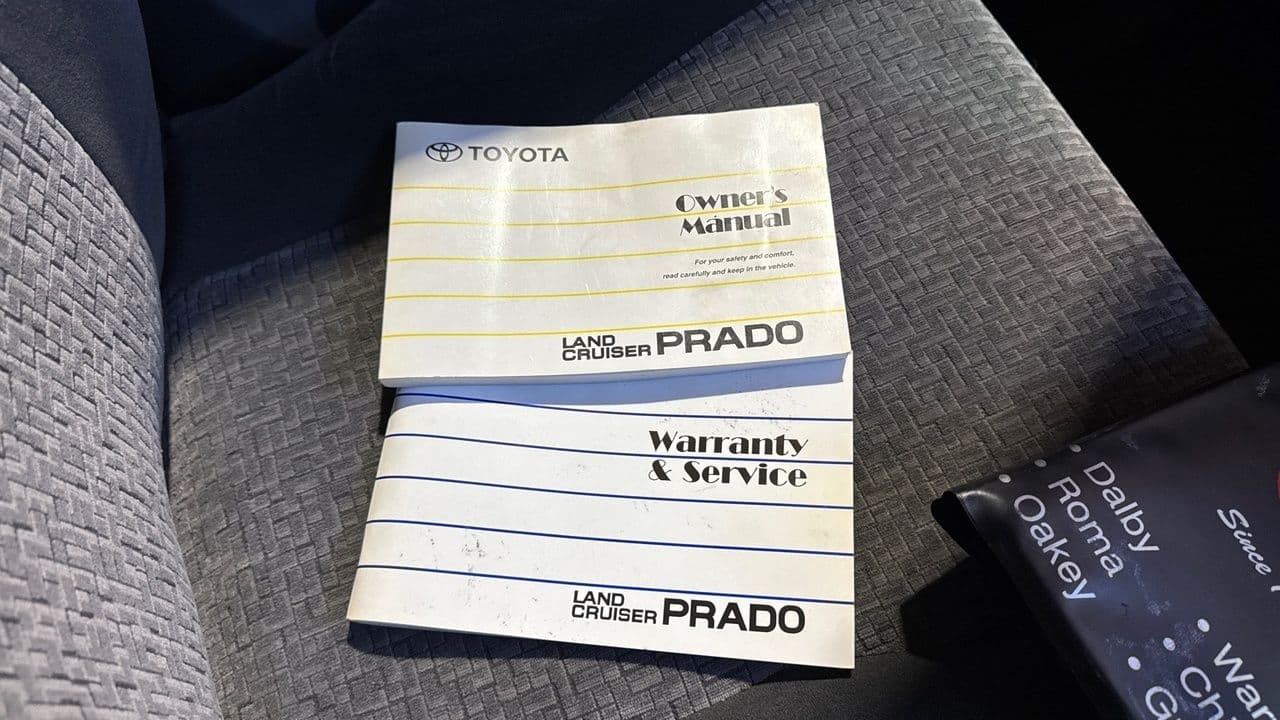 TOYOTA
Owner's
Manual
For your safety and comfort,
read carefully and keep in the vehicle.
LAND
CRUISER PRADO
Warranty
& Service
LAND
CRUISER PRADO
• Dalby
• Roma
• Oakey
Since